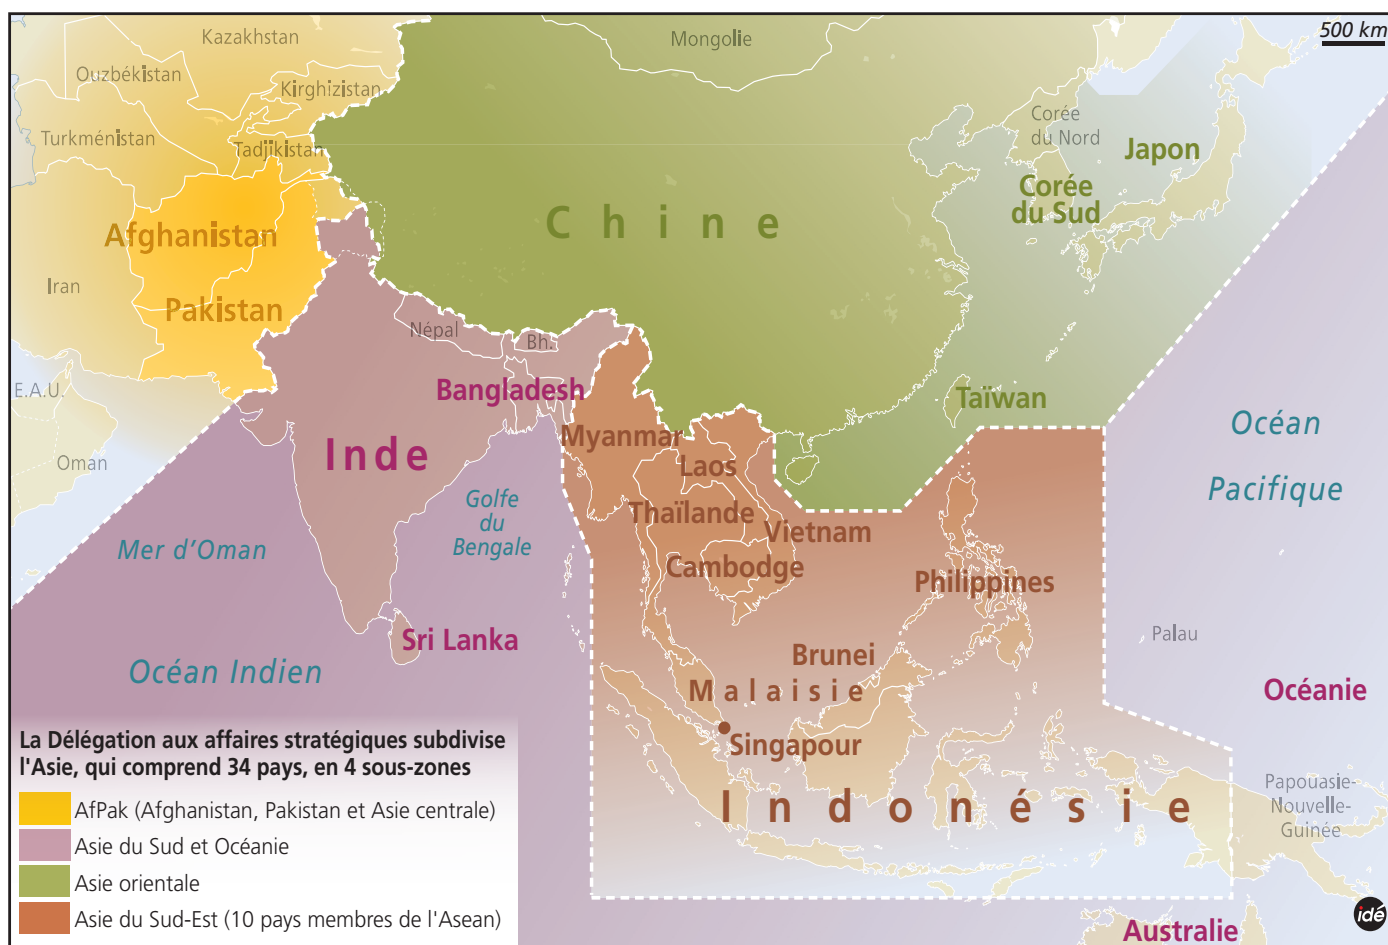 500 km
Kazakhstan
Mongolie
Ouzbékistan
Kirghizistan
Turkménistan
Tadjikistan
Corée
du Nord
Japon
Corée
du Sud
Chine
Afghanistan
Iran
Pakistan
Népal
Bh.
E.A.U.
Bangladesh
Taïwan
Océan
Pacifique
Myanmar
Inde
Laos
Oman
Golfe
du
Bengale
Thaïlande
Vietnam
Mer d’Oman
Cambodge
Philippines
Sri Lanka
Palau
Brunei
Océan Indien
Malaisie
Océanie
Singapour
La Délégation aux affaires stratégiques subdivise
l'Asie, qui comprend 34 pays, en 4 sous-zones
AfPak (Afghanistan, Pakistan et Asie centrale)
Asie du Sud et Océanie
Asie orientale
Asie du Sud-Est (10 pays membres de l'Asean)
Indonésie
Papouasie-
Nouvelle-
Guinée
Australie
idé